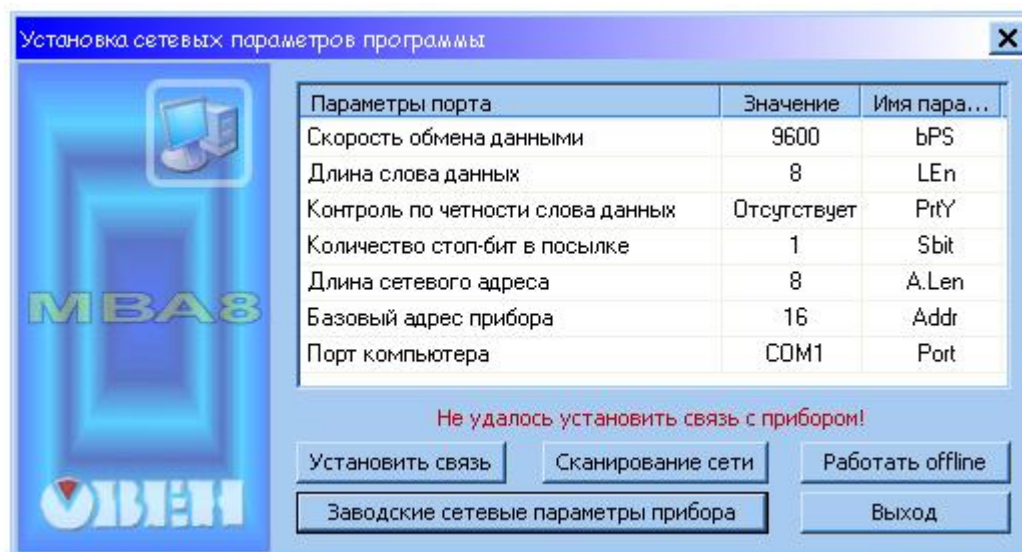 Установка сетевых параметров программы
МВА8
ОВЕН
Параметры порта Значение Имя пара...
Скорость обмена данными 9600 bPS
Длина слова данных 8 LEn
Контроль по четности слова данных Отсутствует PrtY
Количество стоп-бит в посылке 1 Sbit
Длина сетевого адреса 8 A.Len
Базовый адрес прибора 16 Addr
Порт компьютера COM1 Port
Не удалось установить связь с прибором!
Установить связь Сканирование сети Работать offline
Заводские сетевые параметры прибора Выход